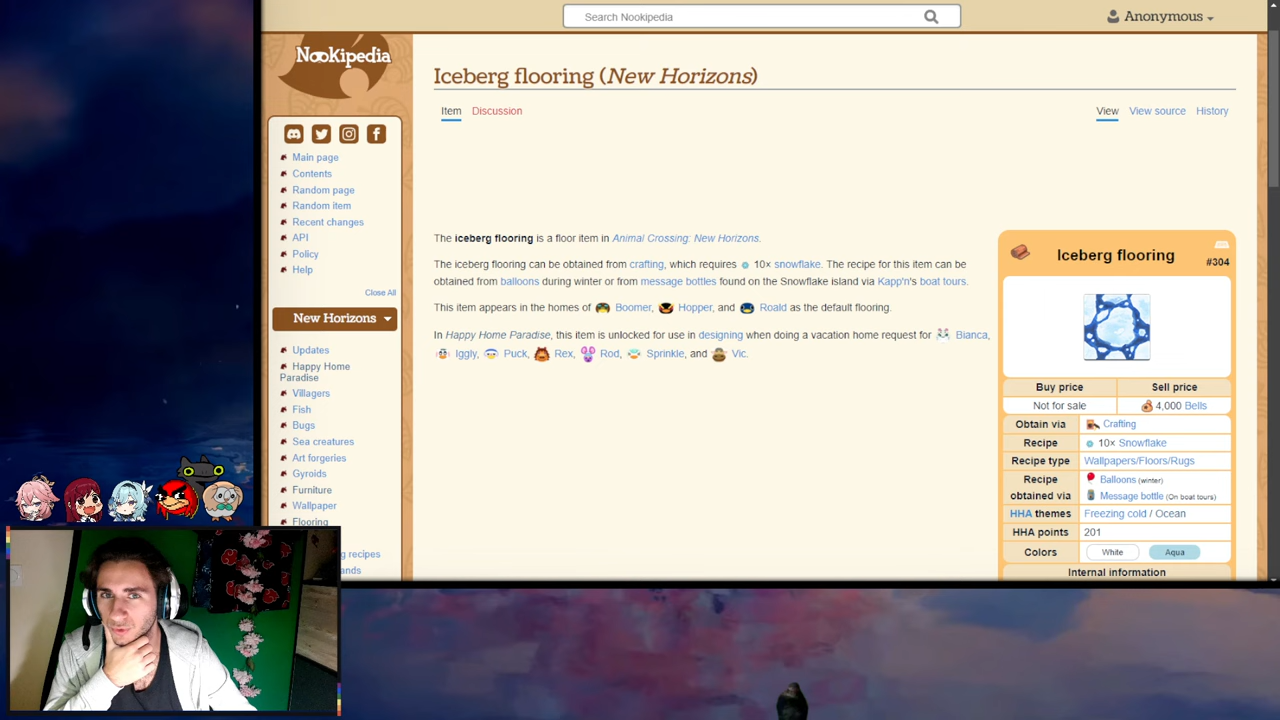 Search Nookipedia
Anonymous
Nookipedia
Iceberg flooring (New Horizons)
Item Discussion
View View source History
Main page
Contents
Random page
Random item
Recent changes
API
Policy
Help
Close All
New Horizons
Updates
Happy Home
Paradise
Villagers
Fish
Bugs
Sea creatures
Art forgeries
Gyroids
Furniture
Wallpaper
Flooring
g recipes
ands
The iceberg flooring is a floor item in Animal Crossing: New Horizons.
The iceberg flooring can be obtained from crafting, which requires 10× snowflake. The recipe for this item can be
obtained from balloons during winter or from message bottles found on the Snowflake island via Kapp'n's boat tours.
This item appears in the homes of Boomer, Hopper, and Roald as the default flooring.
In Happy Home Paradise, this item is unlocked for use in designing when doing a vacation home request for Bianca,
Iggly, Puck, Rex, Rod, Sprinkle, and Vic.
Iceberg flooring
#304
Buy price Sell price
Not for sale 4,000 Bells
Obtain via Crafting
Recipe 10× Snowflake
Recipe type Wallpapers/Floors/Rugs
Recipe
obtained via
Balloons (winter)
Message bottle (On boat tours)
HHA themes Freezing cold / Ocean
HHA points 201
Colors White Aqua
Internal information